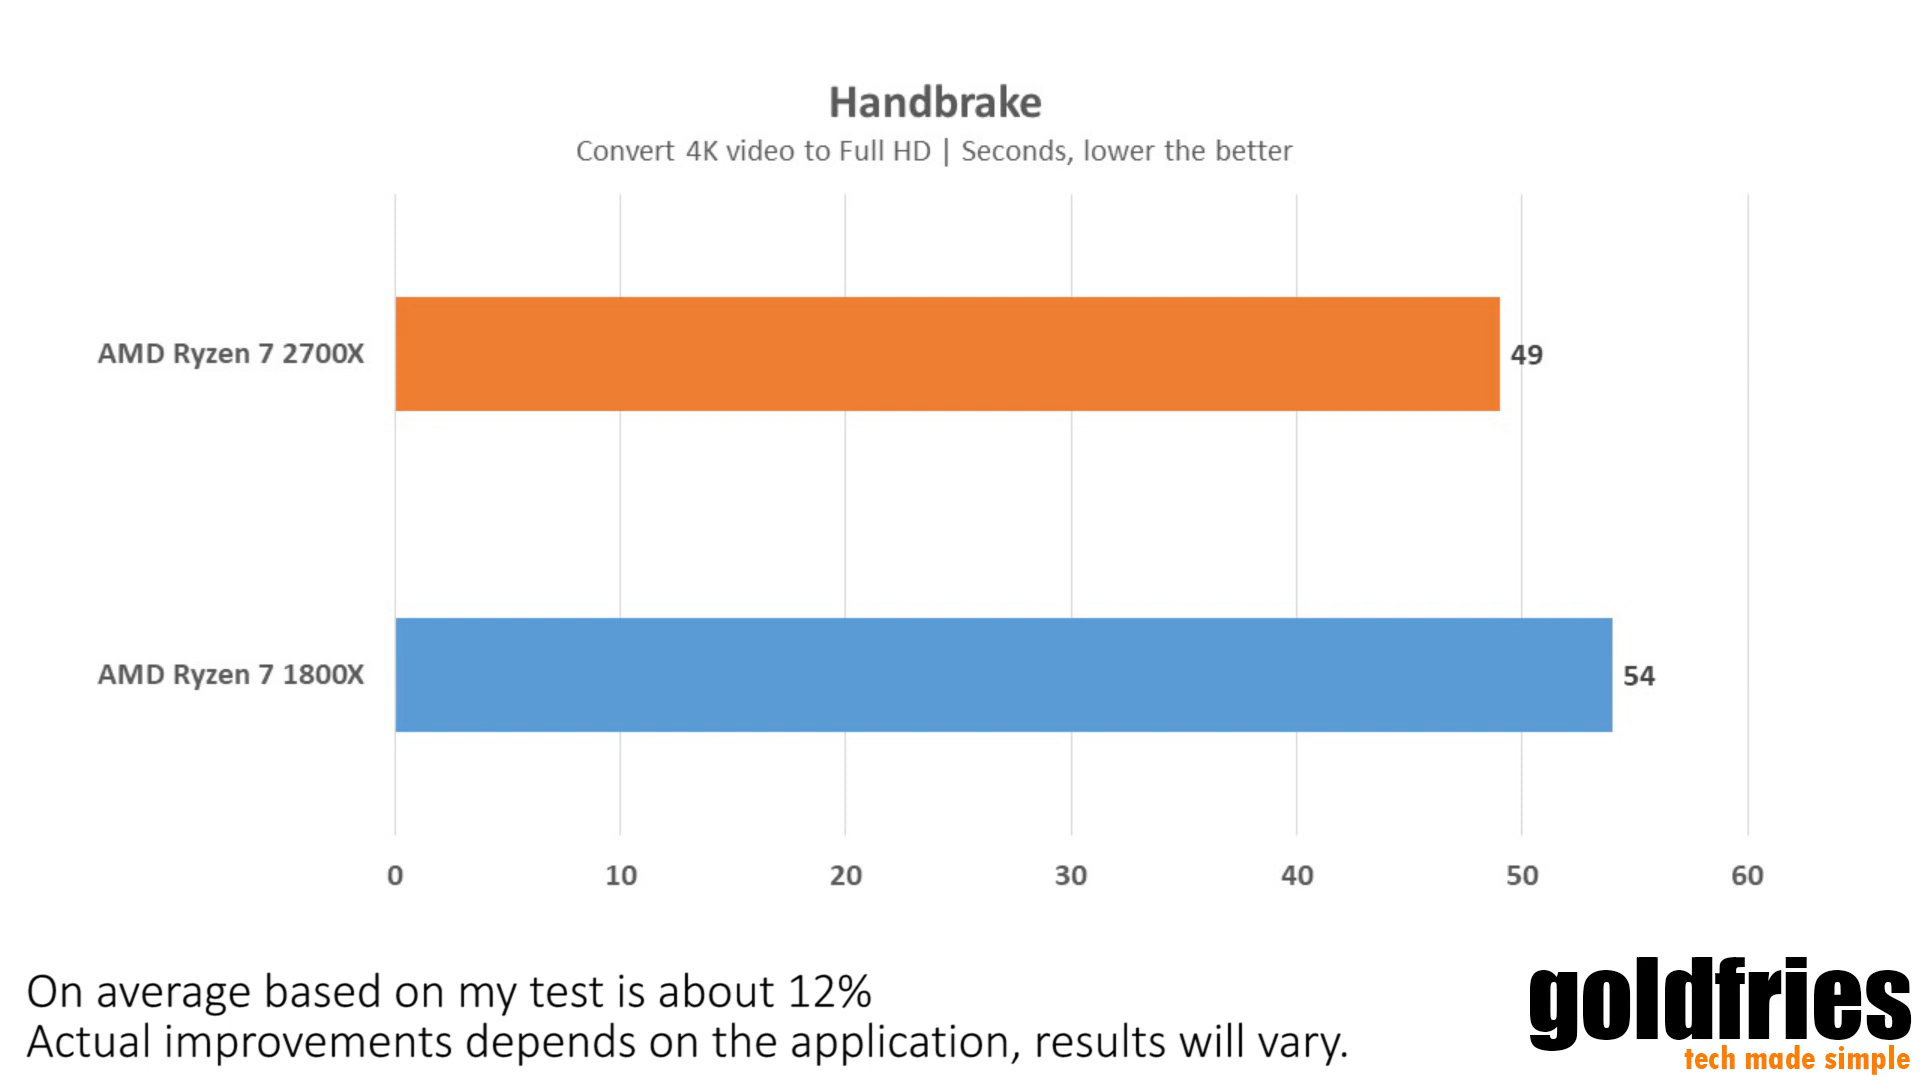 Handbrake
Convert 4K video to Full HD | Seconds, lower the better
AMD Ryzen 7 2700X
49
AMD Ryzen 7 1800X
54
0 10 20 30 40 50 60
On average based on my test is about 12%
Actual improvements depends on the application, results will vary.
goldfries
tech made simple